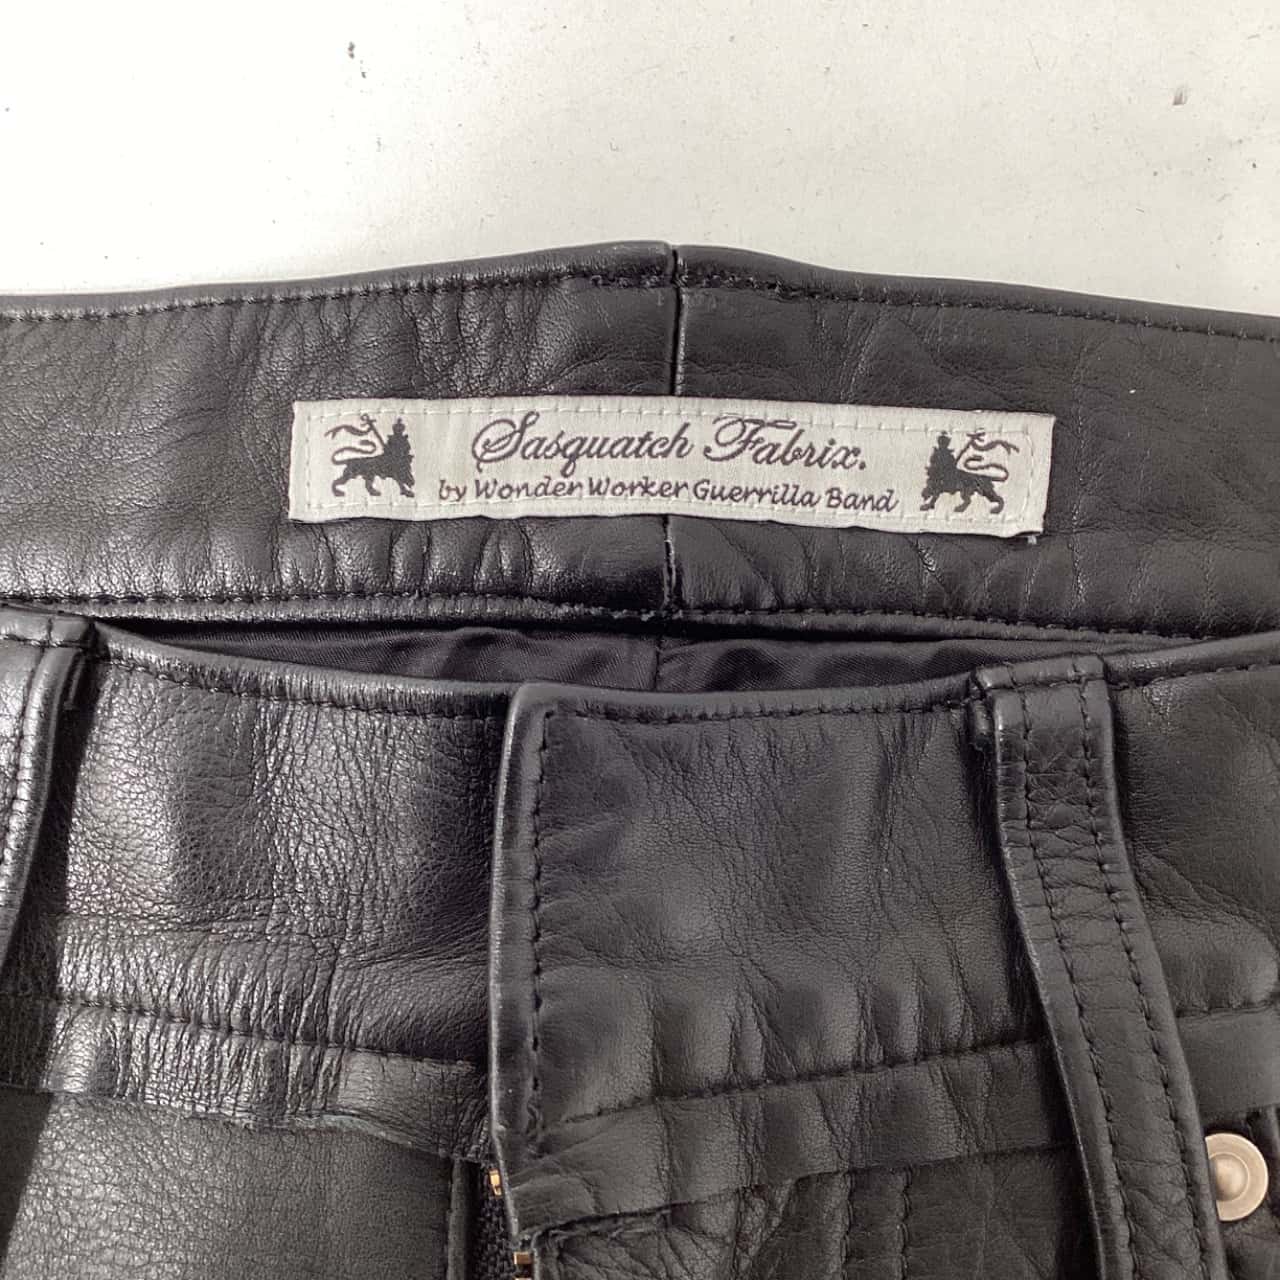 Sasquatch Fabrix.
by Wonder Worker Guerrilla Band